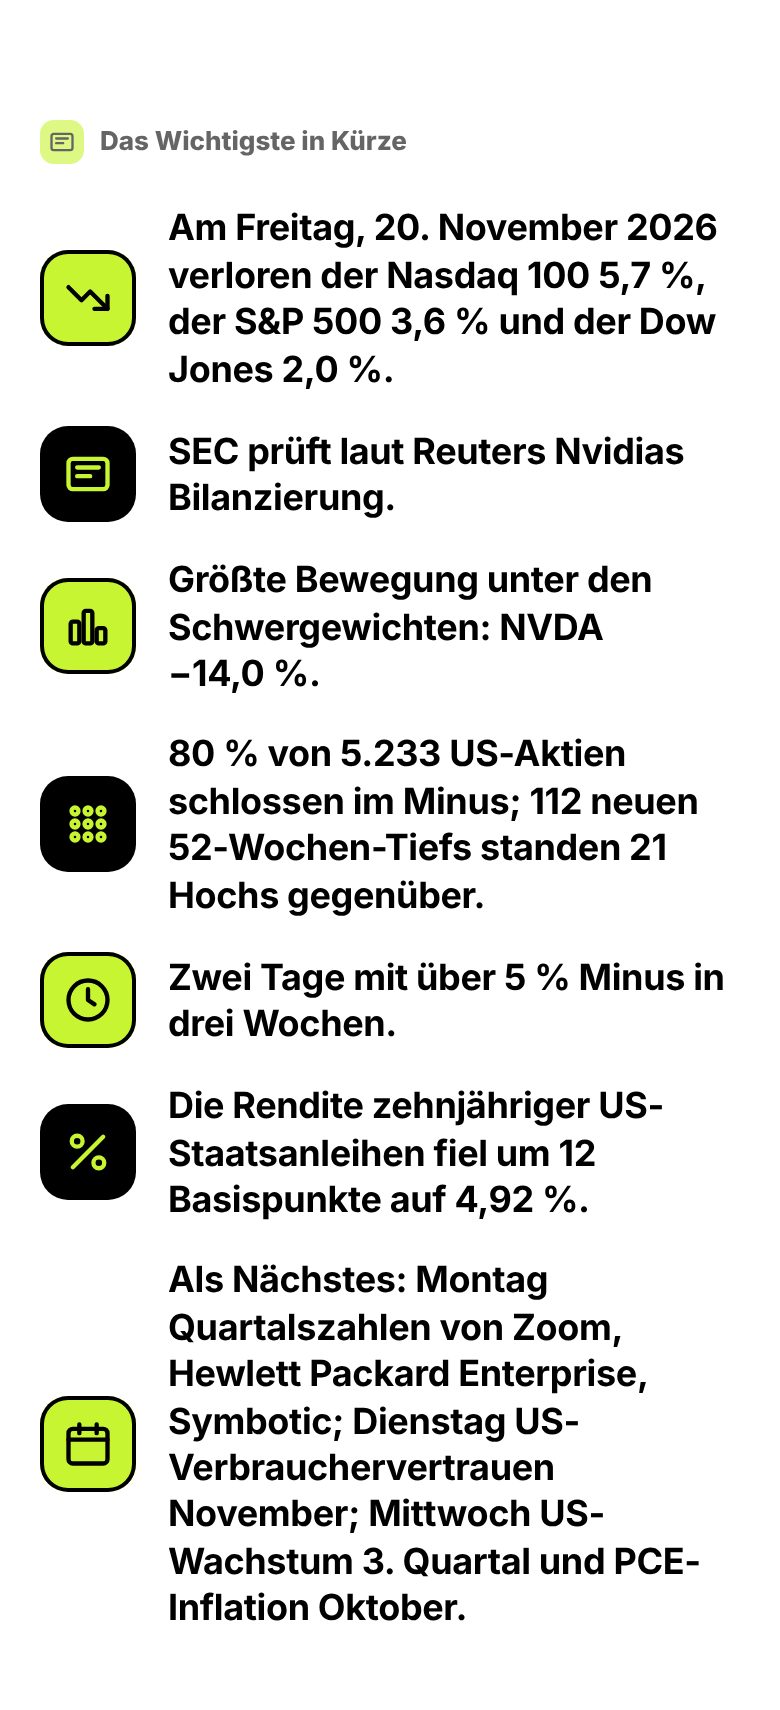 Das Wichtigste in Kürze
Am Freitag, 20. November 2026
verloren der Nasdaq 100 5,7 %,
der S&P 500 3,6 % und der Dow
Jones 2,0 %.
SEC prüft laut Reuters Nvidias
Bilanzierung.
Größte Bewegung unter den
Schwergewichten: NVDA
−14,0 %.
80 % von 5.233 US-Aktien
schlossen im Minus; 112 neuen
52-Wochen-Tiefs standen 21
Hochs gegenüber.
Zwei Tage mit über 5 % Minus in
drei Wochen.
Die Rendite zehnjähriger US-
Staatsanleihen fiel um 12
Basispunkte auf 4,92 %.
Als Nächstes: Montag
Quartalszahlen von Zoom,
Hewlett Packard Enterprise,
Symbotic; Dienstag US-
Verbrauchervertrauen
November; Mittwoch US-
Wachstum 3. Quartal und PCE-
Inflation Oktober.